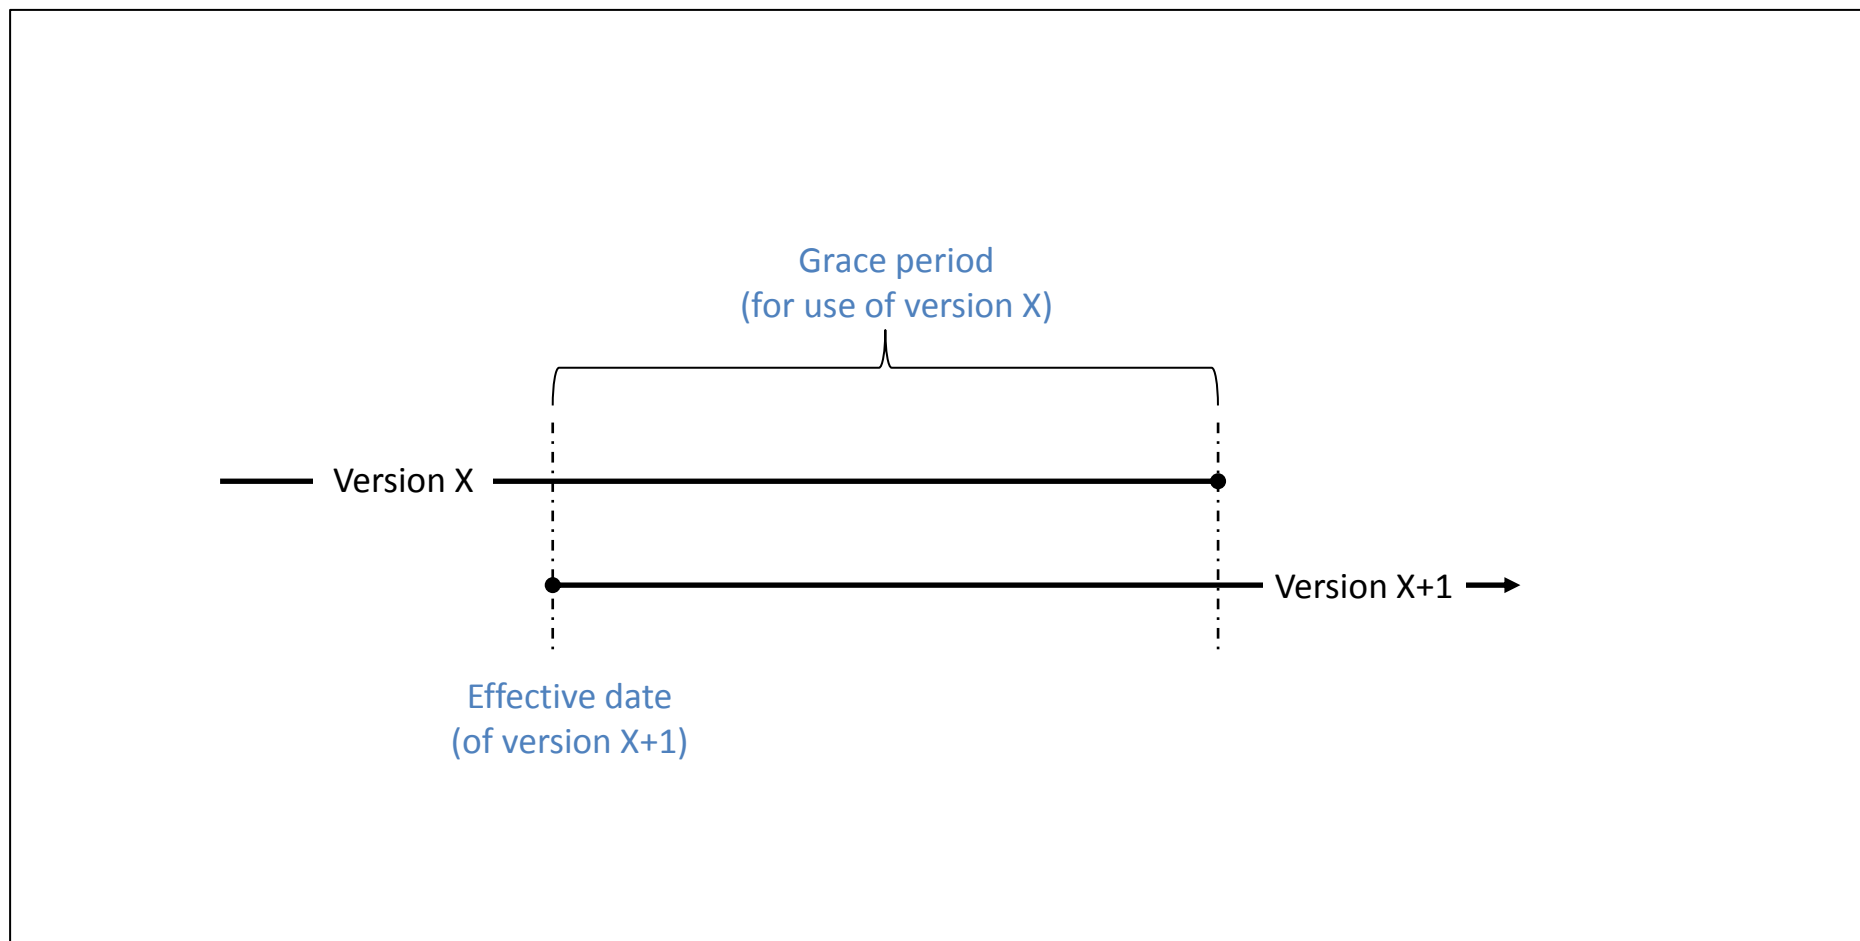 Grace period
(for use of version X)
Version X
Version X+1
Effective date
(of version X+1)